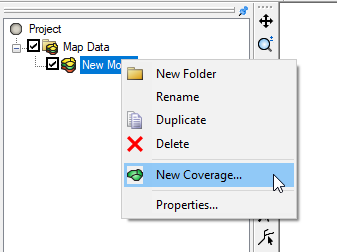 Project
Map Data
New Mo
New Folder
Rename
Duplicate
Delete
New Coverage...
Properties...